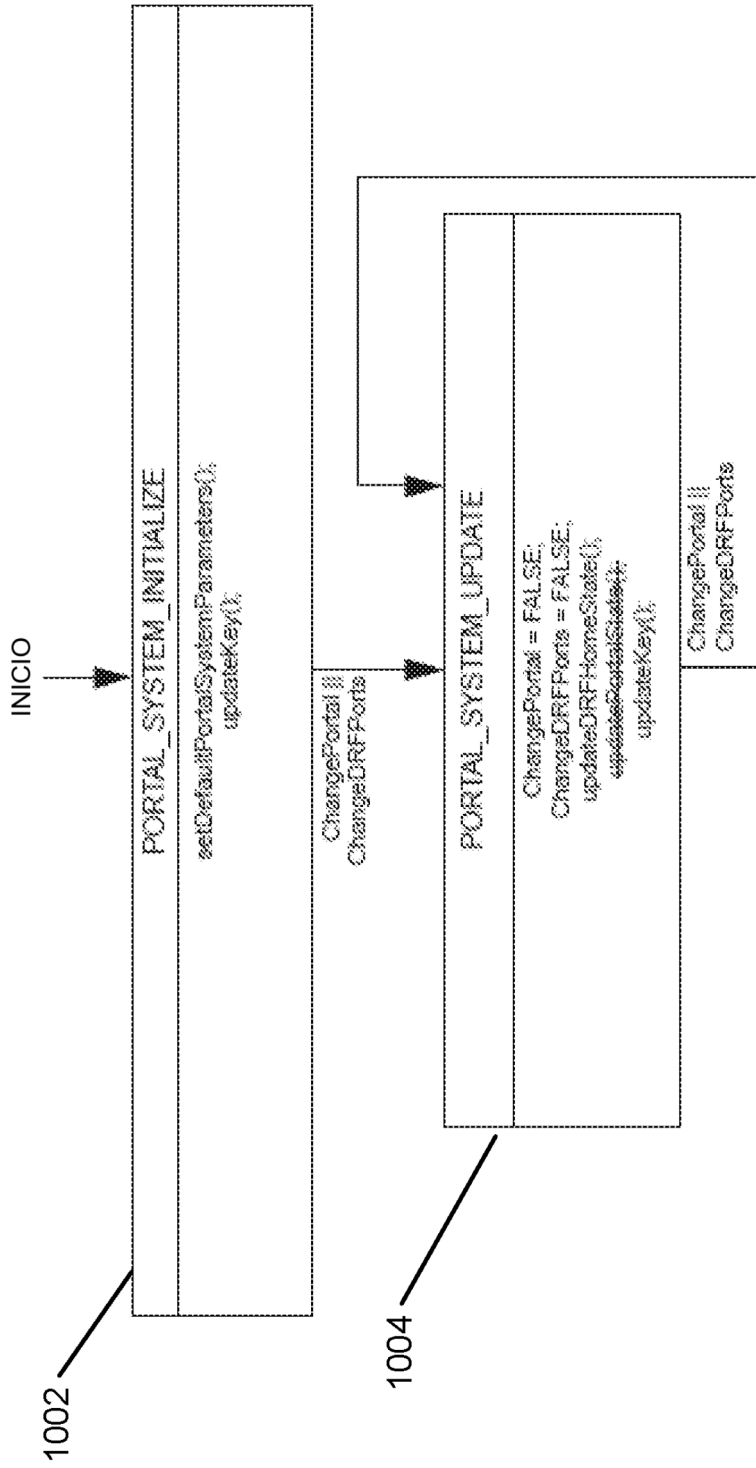 INICIO
1002
PORTAL_SYSTEM_INITIALIZE
setDefaultPortalSystemParameters();
updateKey();
ChangePortal ||
ChangeDRFPorts
1004
PORTAL_SYSTEM_UPDATE
ChangePortal = FALSE;
ChangeDRFPorts = FALSE;
updateDRFHomeState();
updatePortalState();
updateKey();
ChangePortal ||
ChangeDRFPorts